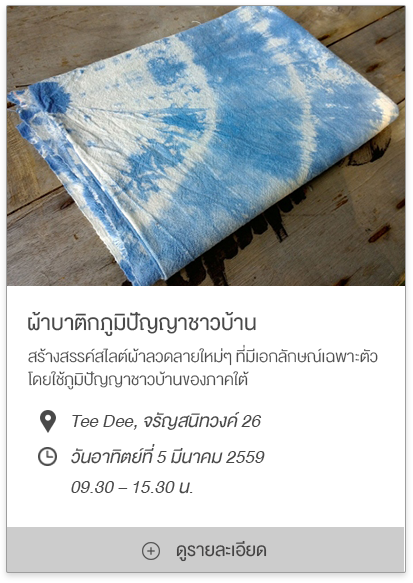 ผ้าบาติกภูมิปัญญาชาวบ้าน
สร้างสรรค์สไตล์ผ้าลวดลายใหม่ๆ ที่มีเอกลักษณ์เฉพาะตัว
โดยใช้ภูมิปัญญาชาวบ้านของภาคใต้
Tee Dee, จรัญสนิทวงศ์ 26
วันอาทิตย์ที่ 5 มีนาคม 2559
09.30 – 15.30 น.
ดูรายละเอียด